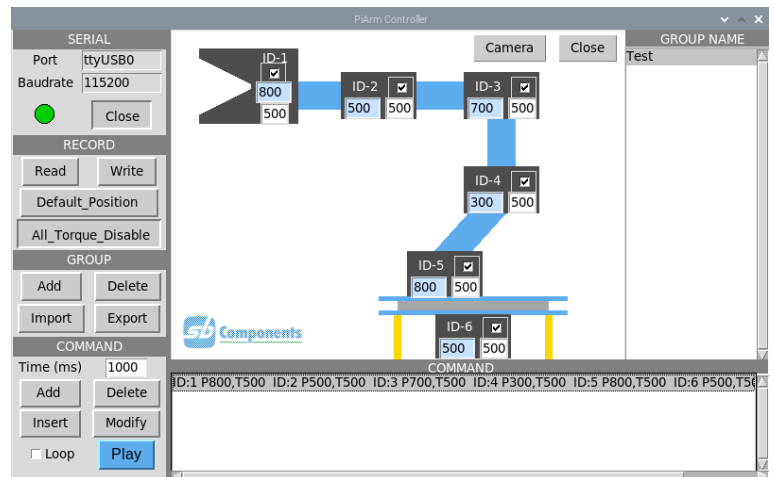 PiArm Controller
SERIAL
Port ttyUSB0
Baudrate 115200
Close
RECORD
Read Write
Default_Position
All_Torque_Disable
GROUP
Add Delete
Import Export
COMMAND
Time (ms) 1000
Add Delete
Insert Modify
Loop Play
Camera Close
ID-1
800
500
ID-2
500 500
ID-3
700 500
ID-4
300 500
ID-5
800 500
ID-6
500 500
sb Components
GROUP NAME
Test
COMMAND
ID:1 P800,T500 ID:2 P500,T500 ID:3 P700,T500 ID:4 P300,T500 ID:5 P800,T500 ID:6 P500,T5